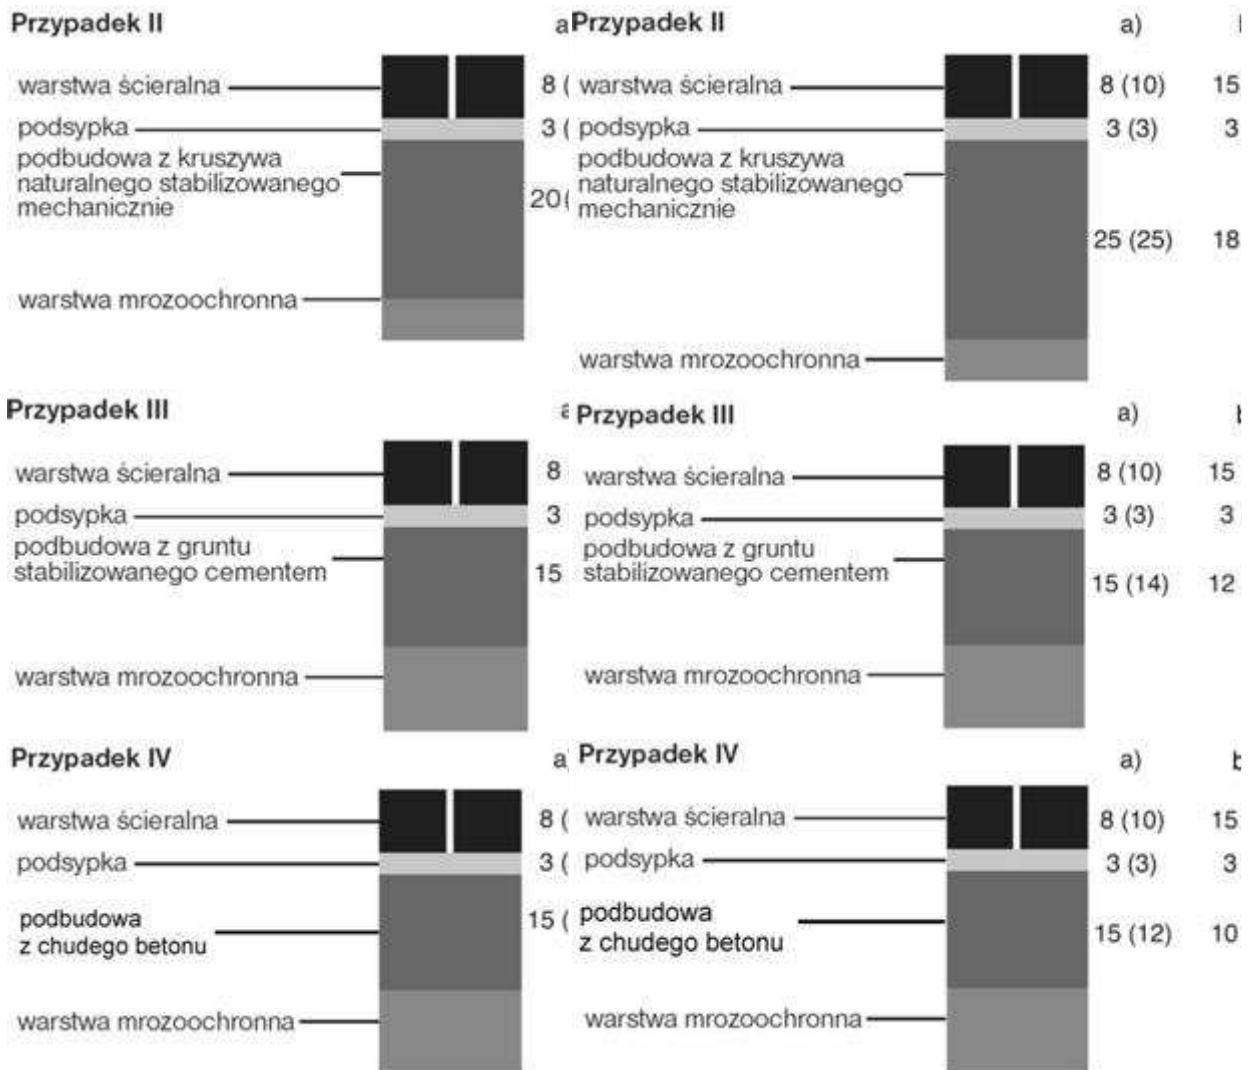 Przypadek II
a
warstwa ścieralna
8 (
podsypka
3 (
podbudowa z kruszywa
naturalnego stabilizowanego
mechanicznie
20(
warstwa mrozoochronna
Przypadek II
a)
warstwa ścieralna
8 (10) 15
podsypka
3 (3) 3
podbudowa z kruszywa
naturalnego stabilizowanego
mechanicznie
25 (25) 18
warstwa mrozoochronna
Przypadek III
a
warstwa ścieralna
8
podsypka
3
podbudowa z gruntu
stabilizowanego cementem
15
warstwa mrozoochronna
Przypadek III
a) b
warstwa ścieralna
8 (10) 15
podsypka
3 (3) 3
podbudowa z gruntu
stabilizowanego cementem
15 (14) 12
warstwa mrozoochronna
Przypadek IV
a
warstwa ścieralna
8 (
podsypka
3 (
podbudowa
z chudego betonu
15 (
warstwa mrozoochronna
Przypadek IV
a) b
warstwa ścieralna
8 (10) 15
podsypka
3 (3) 3
podbudowa
z chudego betonu
15 (12) 10
warstwa mrozoochronna